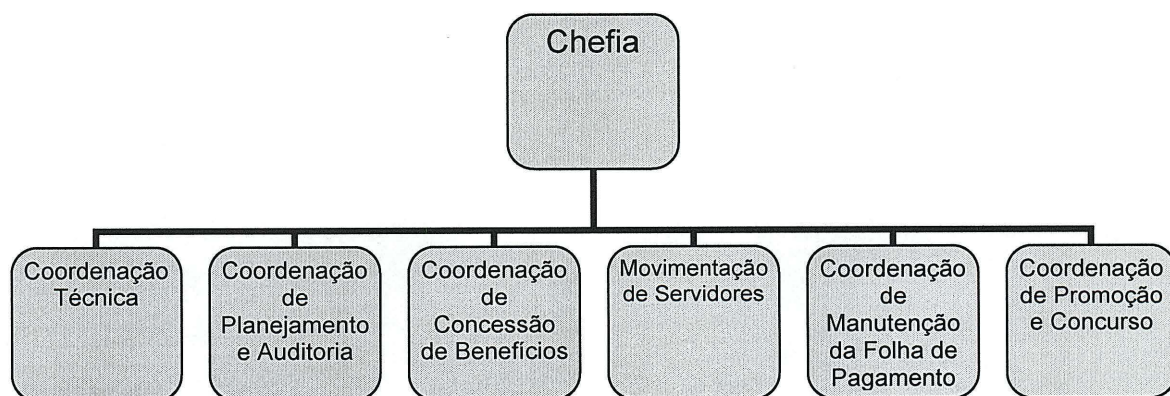 Chefia
Coordenação
Técnica
Coordenação
de
Planejamento
e Auditoria
Coordenação
de
Concessão
de Benefícios
Movimentação
de Servidores
Coordenação
de
Manutenção
da Folha de
Pagamento
Coordenação
de Promoção
e Concurso